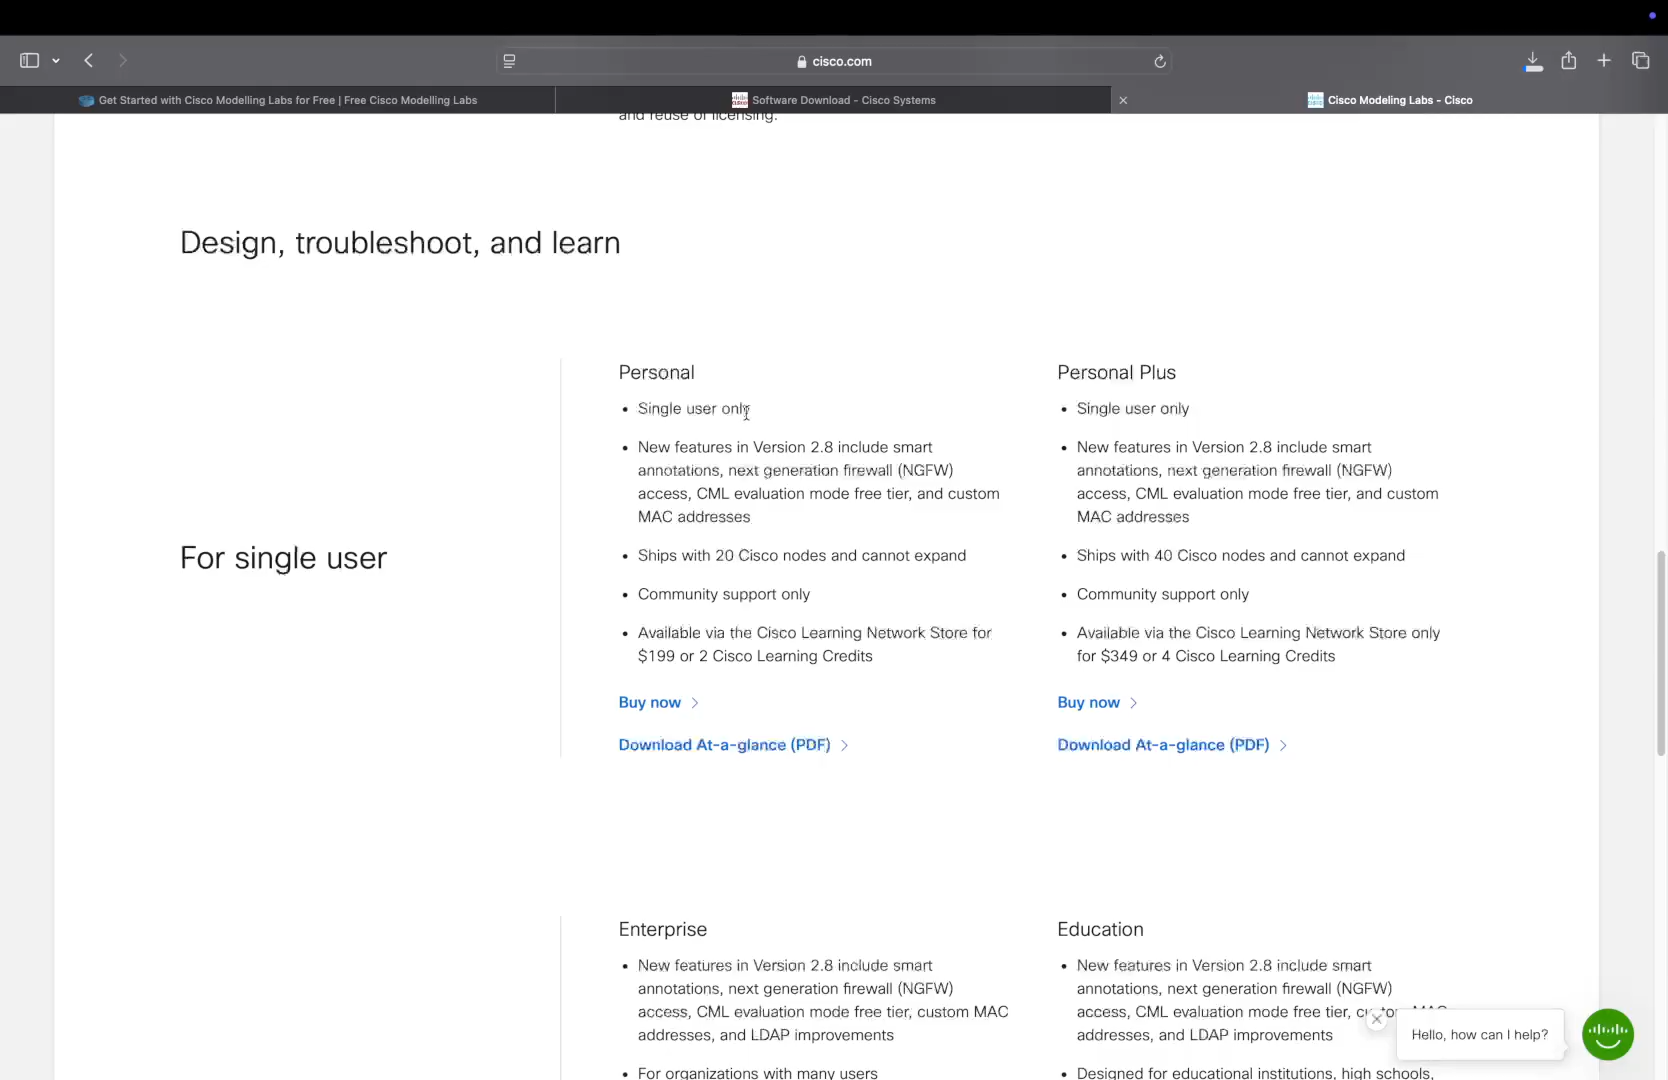 cisco.com
Get Started with Cisco Modelling Labs for Free | Free Cisco Modelling Labs
Software Download - Cisco Systems
Cisco Modeling Labs - Cisco
and reuse of licensing.
Design, troubleshoot, and learn
For single user
Personal
• Single user only
• New features in Version 2.8 include smart
annotations, next generation firewall (NGFW)
access, CML evaluation mode free tier, and custom
MAC addresses
• Ships with 20 Cisco nodes and cannot expand
• Community support only
• Available via the Cisco Learning Network Store for
$199 or 2 Cisco Learning Credits
Buy now
Download At-a-glance (PDF)
Personal Plus
• Single user only
• New features in Version 2.8 include smart
annotations, next generation firewall (NGFW)
access, CML evaluation mode free tier, and custom
MAC addresses
• Ships with 40 Cisco nodes and cannot expand
• Community support only
• Available via the Cisco Learning Network Store only
for $349 or 4 Cisco Learning Credits
Buy now
Download At-a-glance (PDF)
Enterprise
• New features in Version 2.8 include smart
annotations, next generation firewall (NGFW)
access, CML evaluation mode free tier, custom MAC
addresses, and LDAP improvements
• For organizations with many users
Education
• New features in Version 2.8 include smart
annotations, next generation firewall (NGFW)
access, CML evaluation mode free tier, MAC
addresses, and LDAP improvements
• Designed for educational institutions, high schools,
Hello, how can I help?